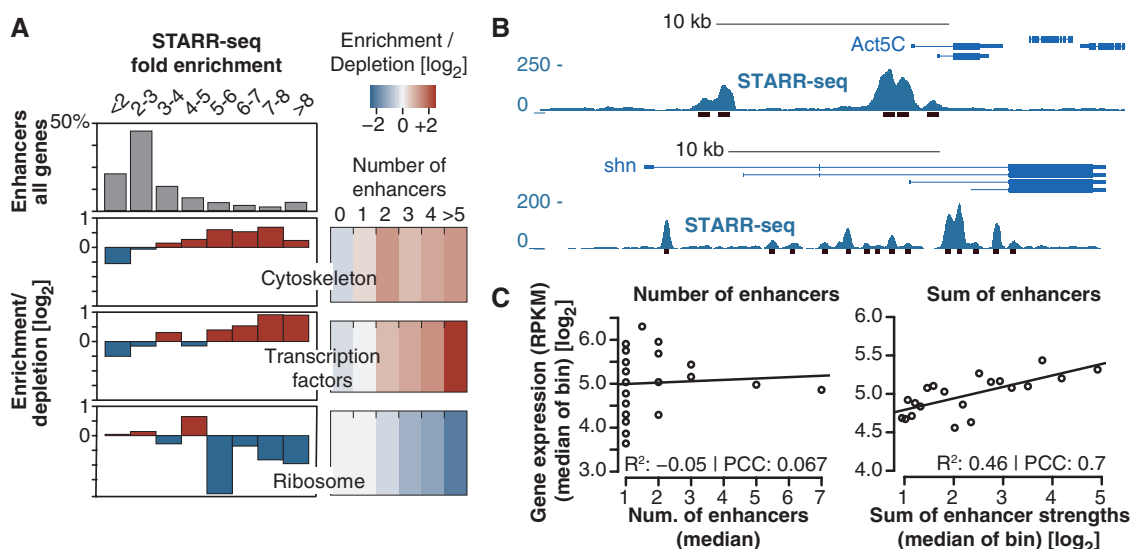 A
STARR-seq
fold enrichment
<2 2-3 3-4 4-5 5-6 6-7 7-8 >8
Enrichment /
Depletion [log2]
−2 0 +2
50%
Enhancers
all genes
0
Number of
enhancers
0 1 2 3 4 >5
Enrichment/
depletion [log2]
1
0
Cytoskeleton
1
0
Transcription
factors
1
0
Ribosome
B
10 kb
Act5C
250
STARR-seq
0
10 kb
shn
200
STARR-seq
0
C
Number of enhancers
Gene expression (RPKM)
(median of bin) [log2]
6.0
5.0
4.0
3.0
R2: −0.05 | PCC: 0.067
1 2 3 4 5 6 7
Num. of enhancers
(median)
Sum of enhancers
6.0
5.0
4.0
R2: 0.46 | PCC: 0.7
1 2 3 4 5
Sum of enhancer strengths
(median of bin) [log2]